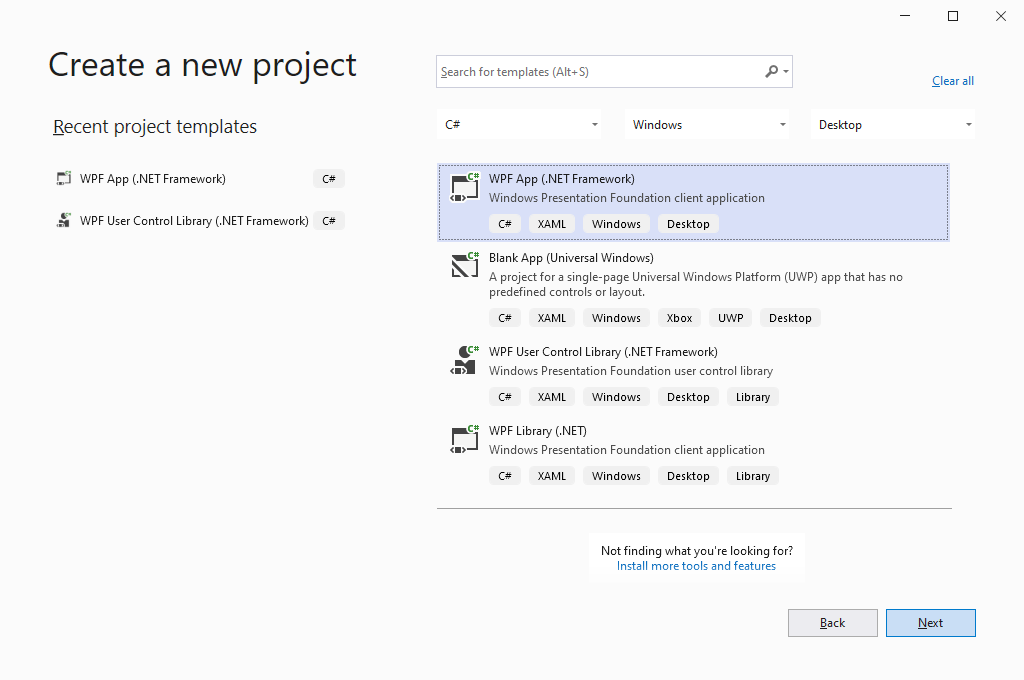 Create a new project
Search for templates (Alt+S)
Clear all
Recent project templates
C#
Windows
Desktop
WPF App (.NET Framework)
C#
WPF User Control Library (.NET Framework)
C#
C#
WPF App (.NET Framework)
Windows Presentation Foundation client application
C# XAML Windows Desktop
C#
Blank App (Universal Windows)
A project for a single-page Universal Windows Platform (UWP) app that has no
predefined controls or layout.
C# XAML Windows Xbox UWP Desktop
C#
WPF User Control Library (.NET Framework)
Windows Presentation Foundation user control library
C# XAML Windows Desktop Library
C#
WPF Library (.NET)
Windows Presentation Foundation client application
C# XAML Windows Desktop Library
Not finding what you're looking for?
Install more tools and features
Back
Next